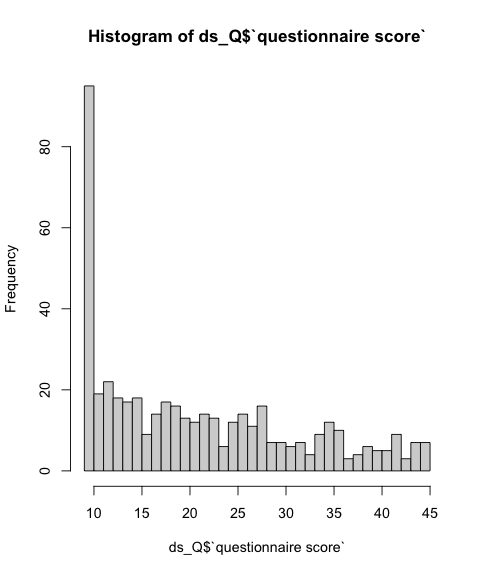 Histogram of ds_Q$`questionnaire score`
Frequency
80
60
40
20
0
10 15 20 25 30 35 40 45
ds_Q$`questionnaire score`